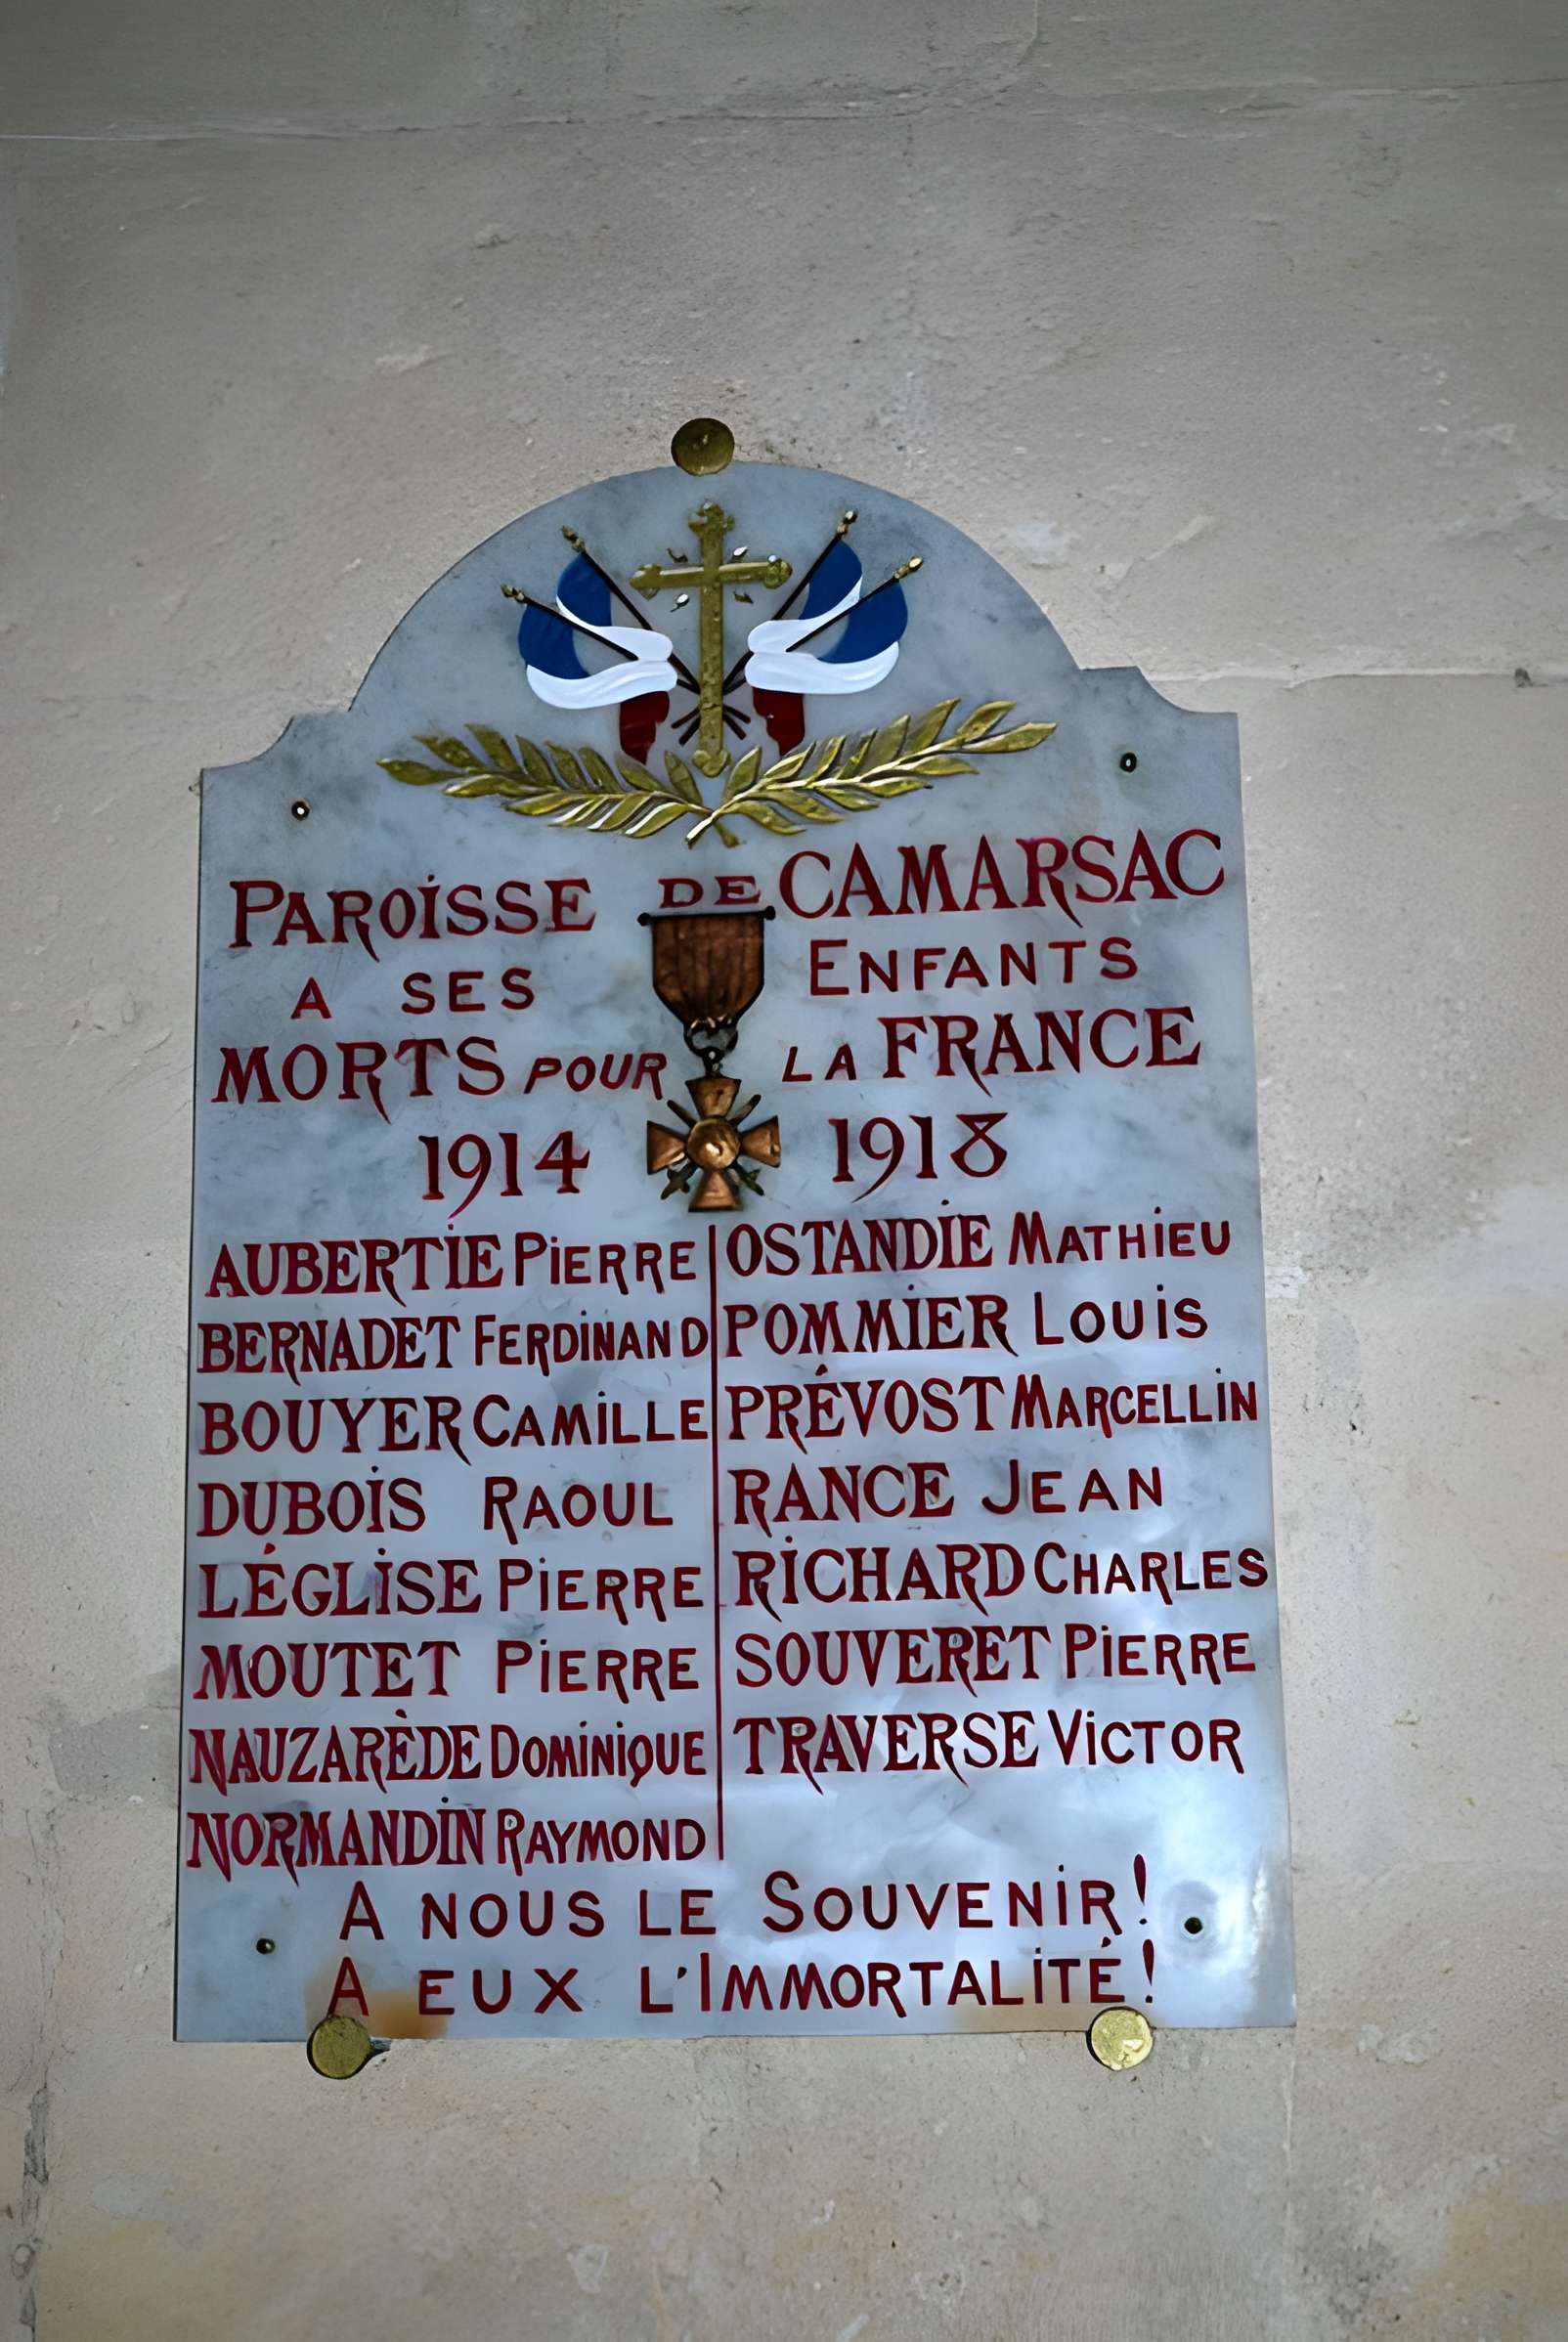 PAROISSE DE CAMARSAC
A SES ENFANTS
MORTS POUR LA FRANCE
1914 1918
AUBERTIE PIERRE
BERNADET FERDINAND
BOUYER CAMILLE
DUBOIS RAOUL
LÉGLISE PIERRE
MOUTET PIERRE
NAUZARÈDE DOMINIQUE
NORMANDIN RAYMOND
OSTANDIE MATHIEU
POMMIER LOUIS
PRÉVOST MARCELLIN
RANCE JEAN
RICHARD CHARLES
SOUVERET PIERRE
TRAVERSE VICTOR
A NOUS LE SOUVENIR !
A EUX L'IMMORTALITÉ !